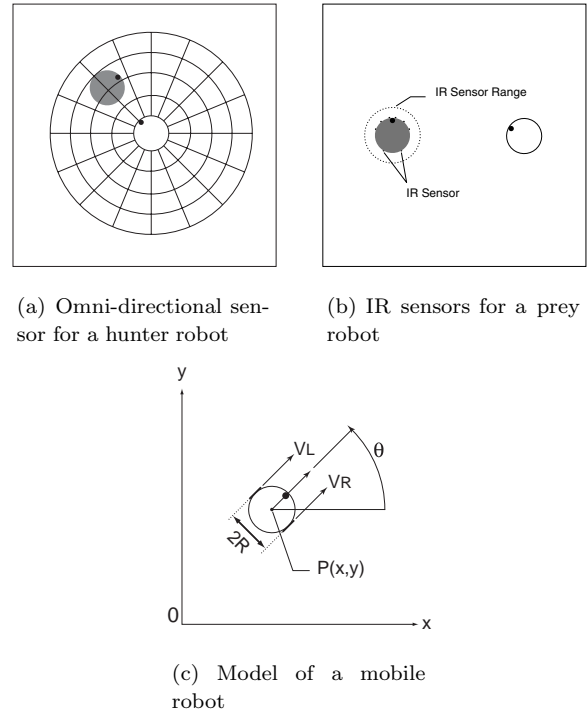 IR Sensor Range
IR Sensor
(a) Omni-directional sen-
sor for a hunter robot
(b) IR sensors for a prey
robot
y
VL
θ
VR
2R
P(x,y)
0
x
(c) Model of a mobile
robot